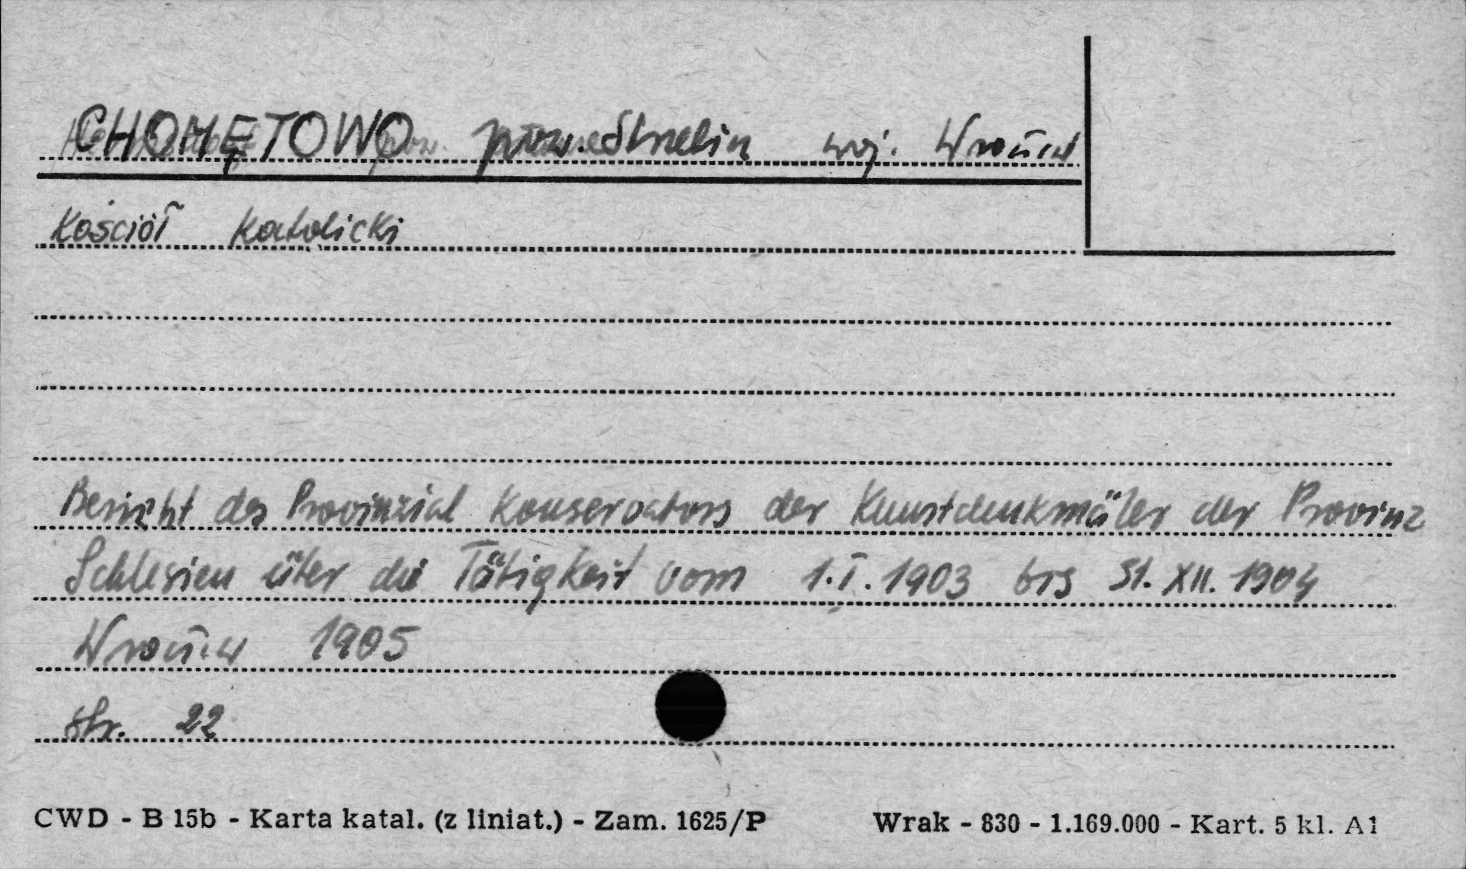 CHOMĘTOWO pow. Strzelin woj. Wrocław
Kościół katolicki
Bericht des Provinzial Konservators der Kunstdenkmäler der Provinz
Schlesien über die Tätigkeit vom 1.I.1903 bis 31.XII.1904
Wrocław 1905
str. 22
CWD - B 15b - Karta katal. (z liniat.) - Zam. 1625/P Wrak - 830 - 1.169.000 - Kart. 5 kl. A1